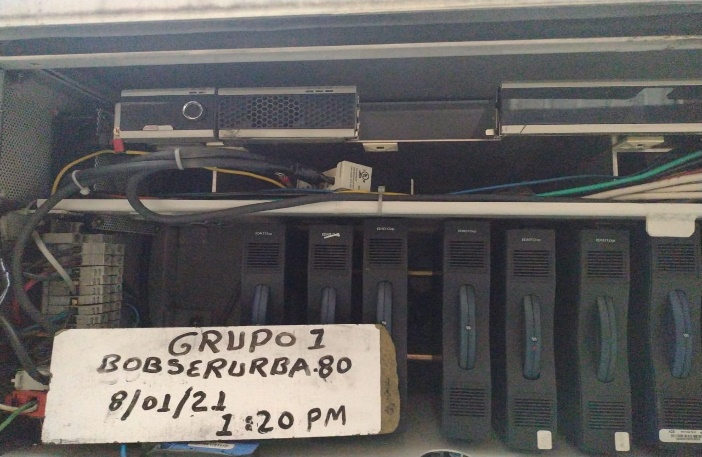 GRUPO 1
BOBSERURBA.80
8/01/21
1:20 PM